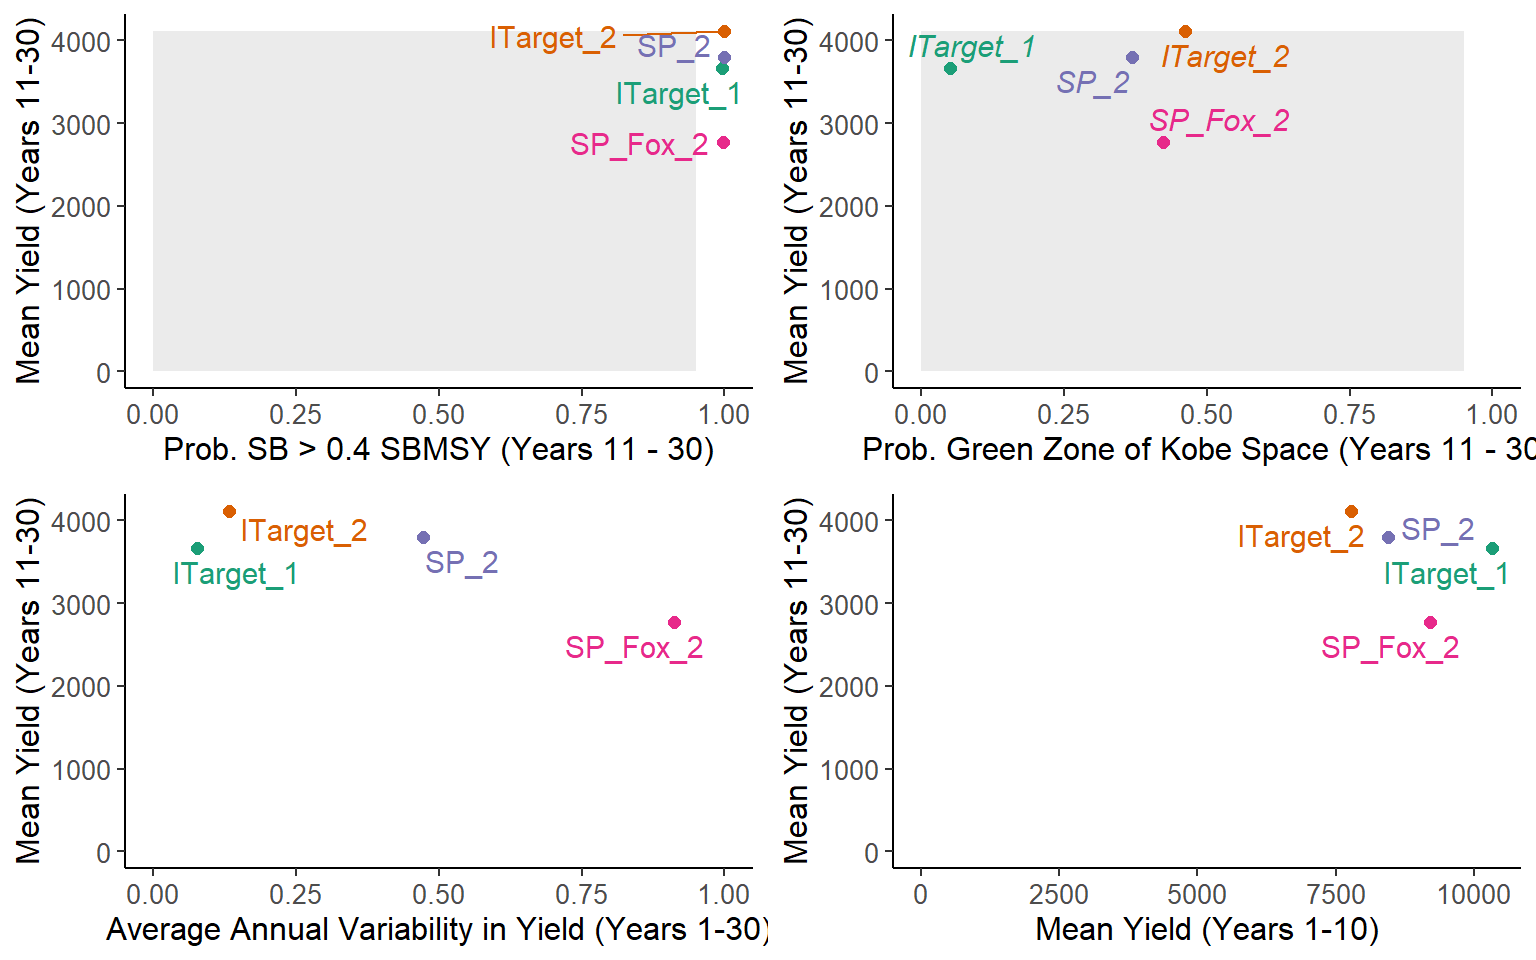 Mean Yield (Years 11-30)
4000
3000
2000
1000
0
ITarget_2
SP_2
ITarget_1
SP_Fox_2
0.00 0.25 0.50 0.75 1.00
Prob. SB > 0.4 SBMSY (Years 11 - 30)
Mean Yield (Years 11-30)
4000
3000
2000
1000
0
ITarget_1
ITarget_2
SP_2
SP_Fox_2
0.00 0.25 0.50 0.75 1.00
Prob. Green Zone of Kobe Space (Years 11 - 30
Mean Yield (Years 11-30)
4000
3000
2000
1000
0
ITarget_2
SP_2
ITarget_1
SP_Fox_2
0.00 0.25 0.50 0.75 1.00
Average Annual Variability in Yield (Years 1-30)
Mean Yield (Years 11-30)
4000
3000
2000
1000
0
ITarget_2
SP_2
ITarget_1
SP_Fox_2
0 2500 5000 7500 10000
Mean Yield (Years 1-10)